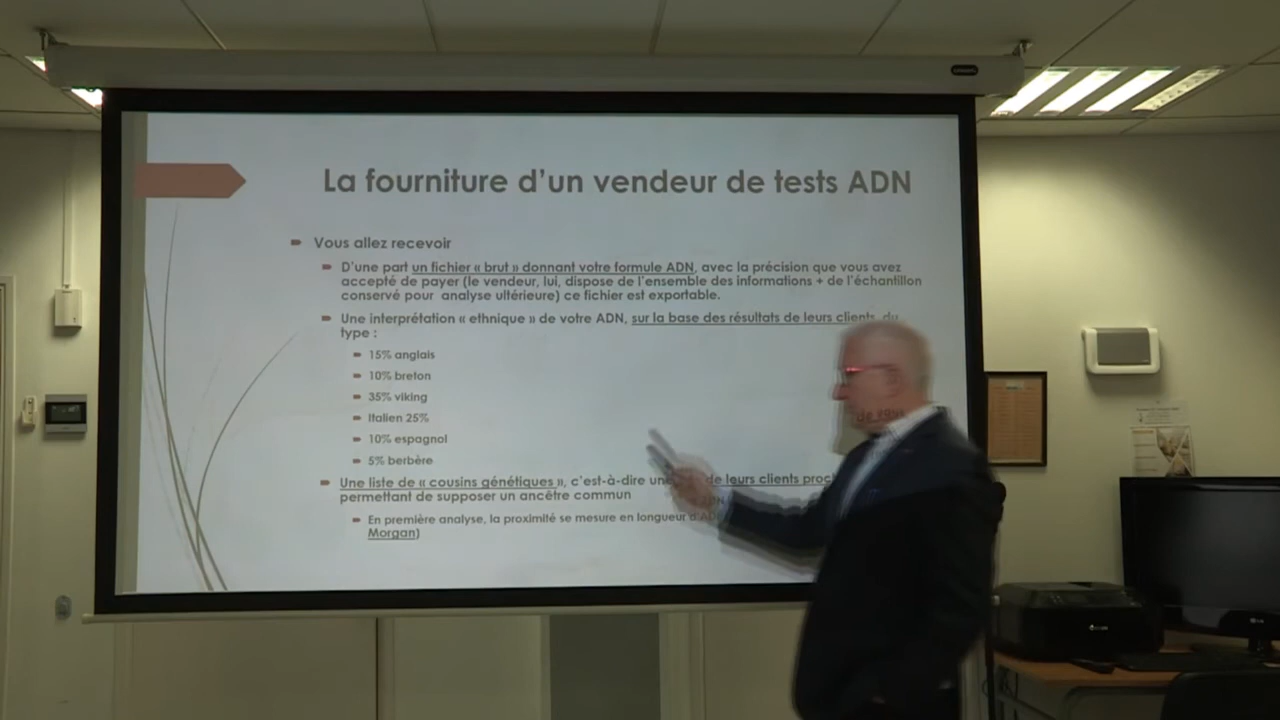 La fourniture d'un vendeur de tests ADN
Vous allez recevoir
D'une part un fichier « brut » donnant votre formule ADN, avec la précision que vous avez
accepté de payer (le vendeur, lui, dispose de l'ensemble des informations + de l'échantillon
conservé pour analyse ultérieure) ce fichier est exportable.
Une interprétation « ethnique » de votre ADN, sur la base des résultats de leurs clients, du
type :
15% anglais
10% breton
35% viking
Italien 25%
10% espagnol
5% berbère
Une liste de « cousins génétiques », c'est-à-dire de leurs clients
permettant de supposer un ancêtre commun
En première analyse, la proximité se mesure en longueur
Morgan)
LG